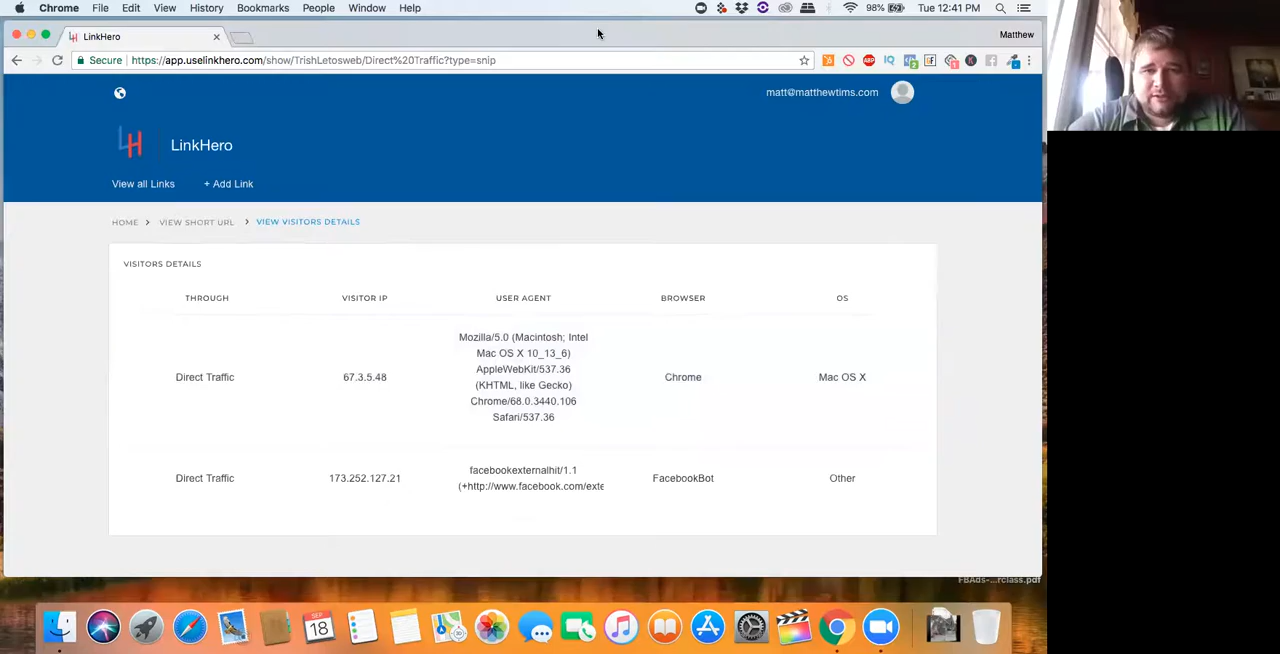 Chrome File Edit View History Bookmarks People Window Help 98% Tue 12:41 PM
LinkHero Matthew
Secure https://app.uselinkhero.com/show/TrishLetosweb/Direct%20Traffic?type=snip
matt@matthewtims.com
LH LinkHero
View all Links + Add Link
HOME > VIEW SHORT URL > VIEW VISITORS DETAILS
VISITORS DETAILS
THROUGH VISITOR IP USER AGENT BROWSER OS
Mozilla/5.0 (Macintosh; Intel
Mac OS X 10_13_6)
Direct Traffic 67.3.5.48 AppleWebKit/537.36 Chrome Mac OS X
(KHTML, like Gecko)
Chrome/68.0.3440.106
Safari/537.36
facebookexternalhit/1.1
Direct Traffic 173.252.127.21 FacebookBot Other
(+http://www.facebook.com/exte
FBAds-...rclass.pdf
SEP
18